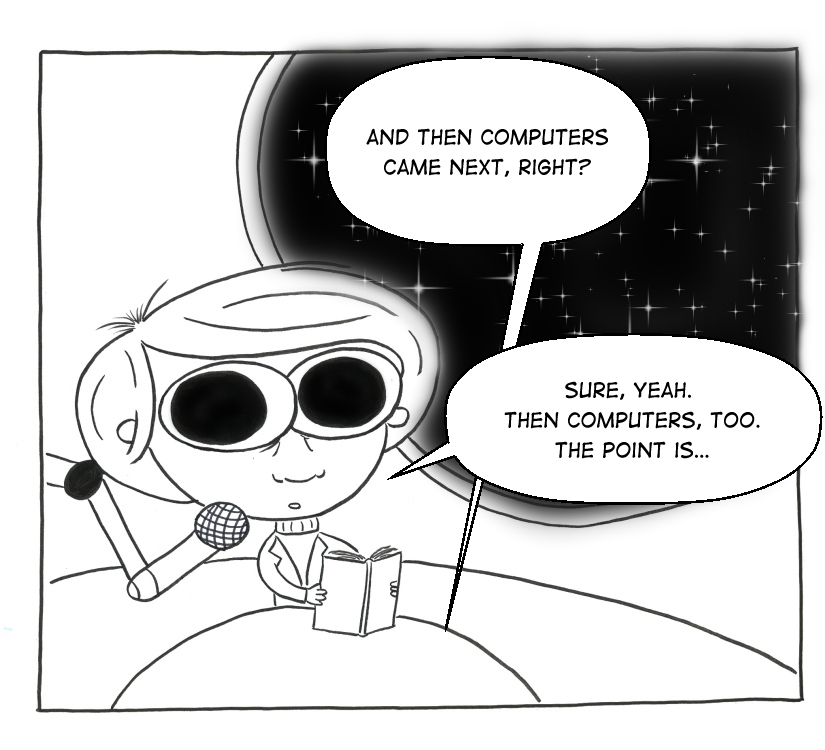 AND THEN COMPUTERS
CAME NEXT, RIGHT?
SURE, YEAH.
THEN COMPUTERS, TOO.
THE POINT IS...